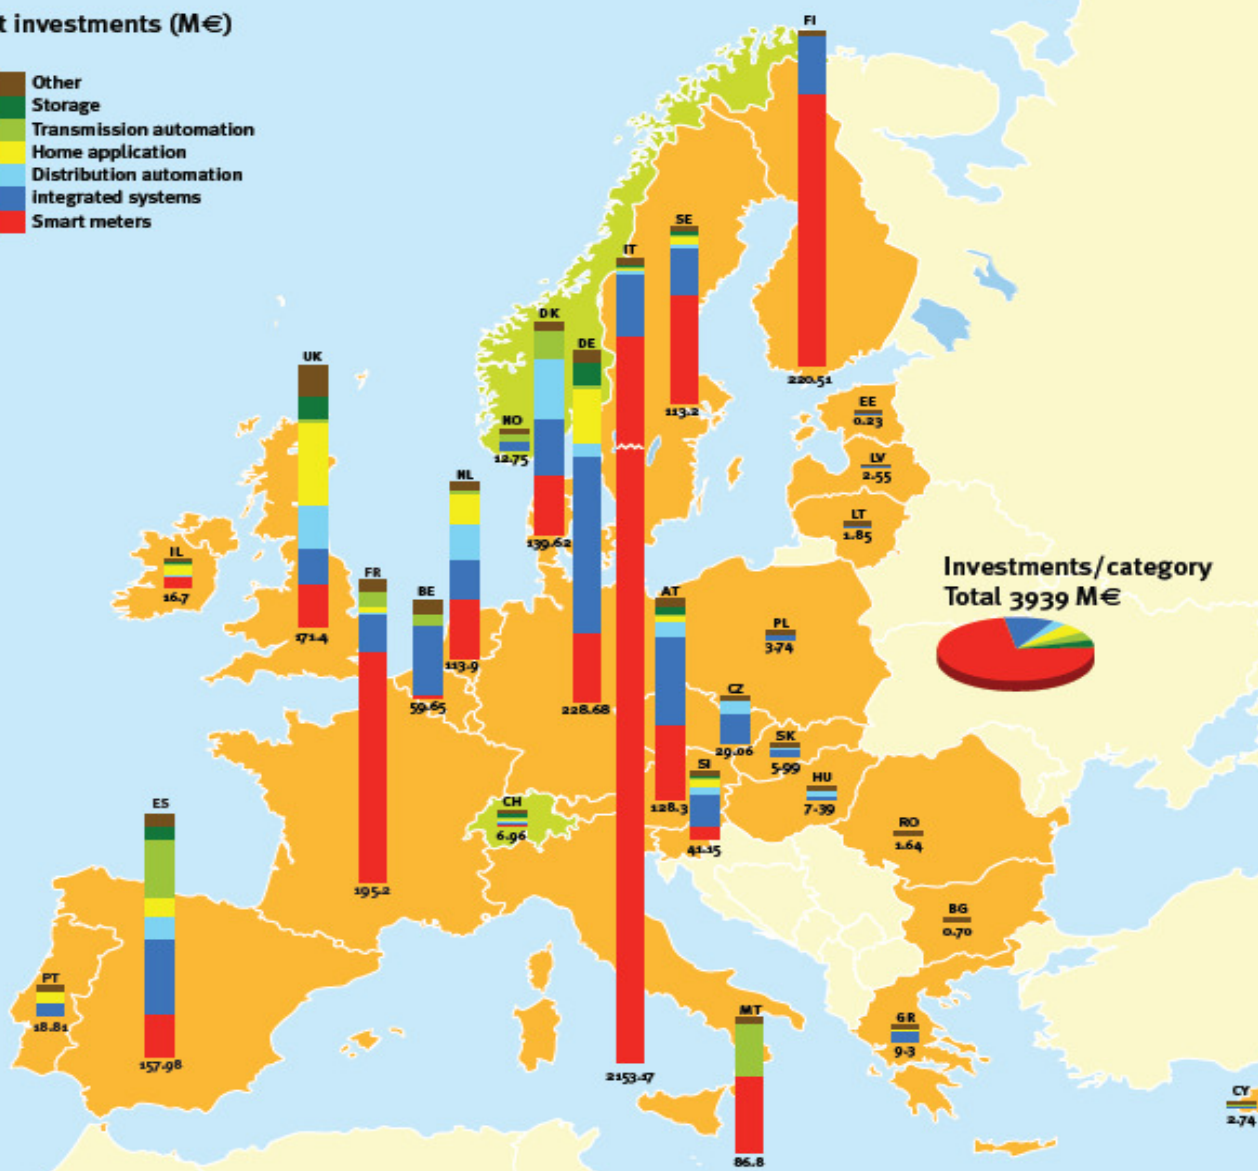 t investments (M€)
Other
Storage
Transmission automation
Home application
Distribution automation
integrated systems
Smart meters
FI
220.51
SE
113.2
IT
2153.17
DK
139.62
DE
228.68
UK
171.4
NO
12.75
NL
113.9
EE
0.23
LV
2.55
LT
1.85
IL
16.7
FR
195.2
BE
59.65
AT
128.3
PL
3.74
Investments/category
Total 3939 M€
CZ
29.06
SK
5.99
SI
41.15
HU
7.39
CH
6.96
RO
1.64
ES
157.98
BG
0.70
PT
18.81
MT
86.8
GR
9.3
CY
2.74